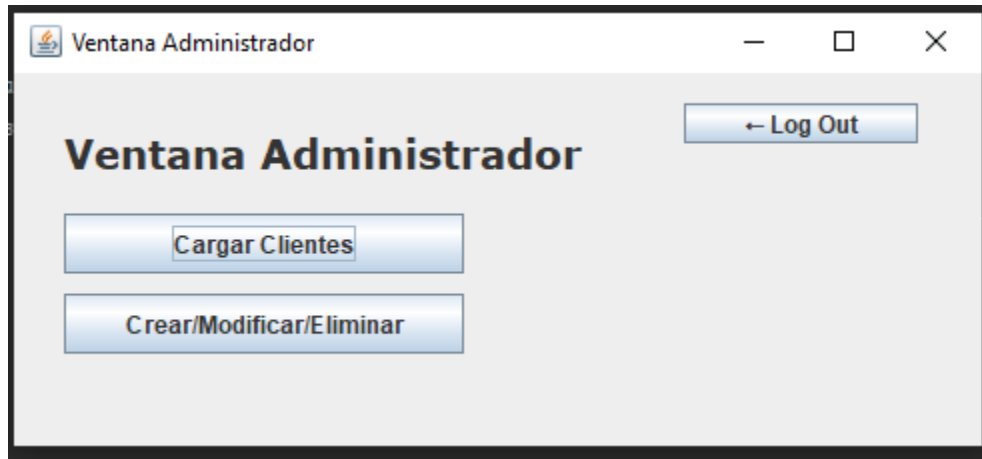 Ventana Administrador
← Log Out
Ventana Administrador
Cargar Clientes
Crear/Modificar/Eliminar